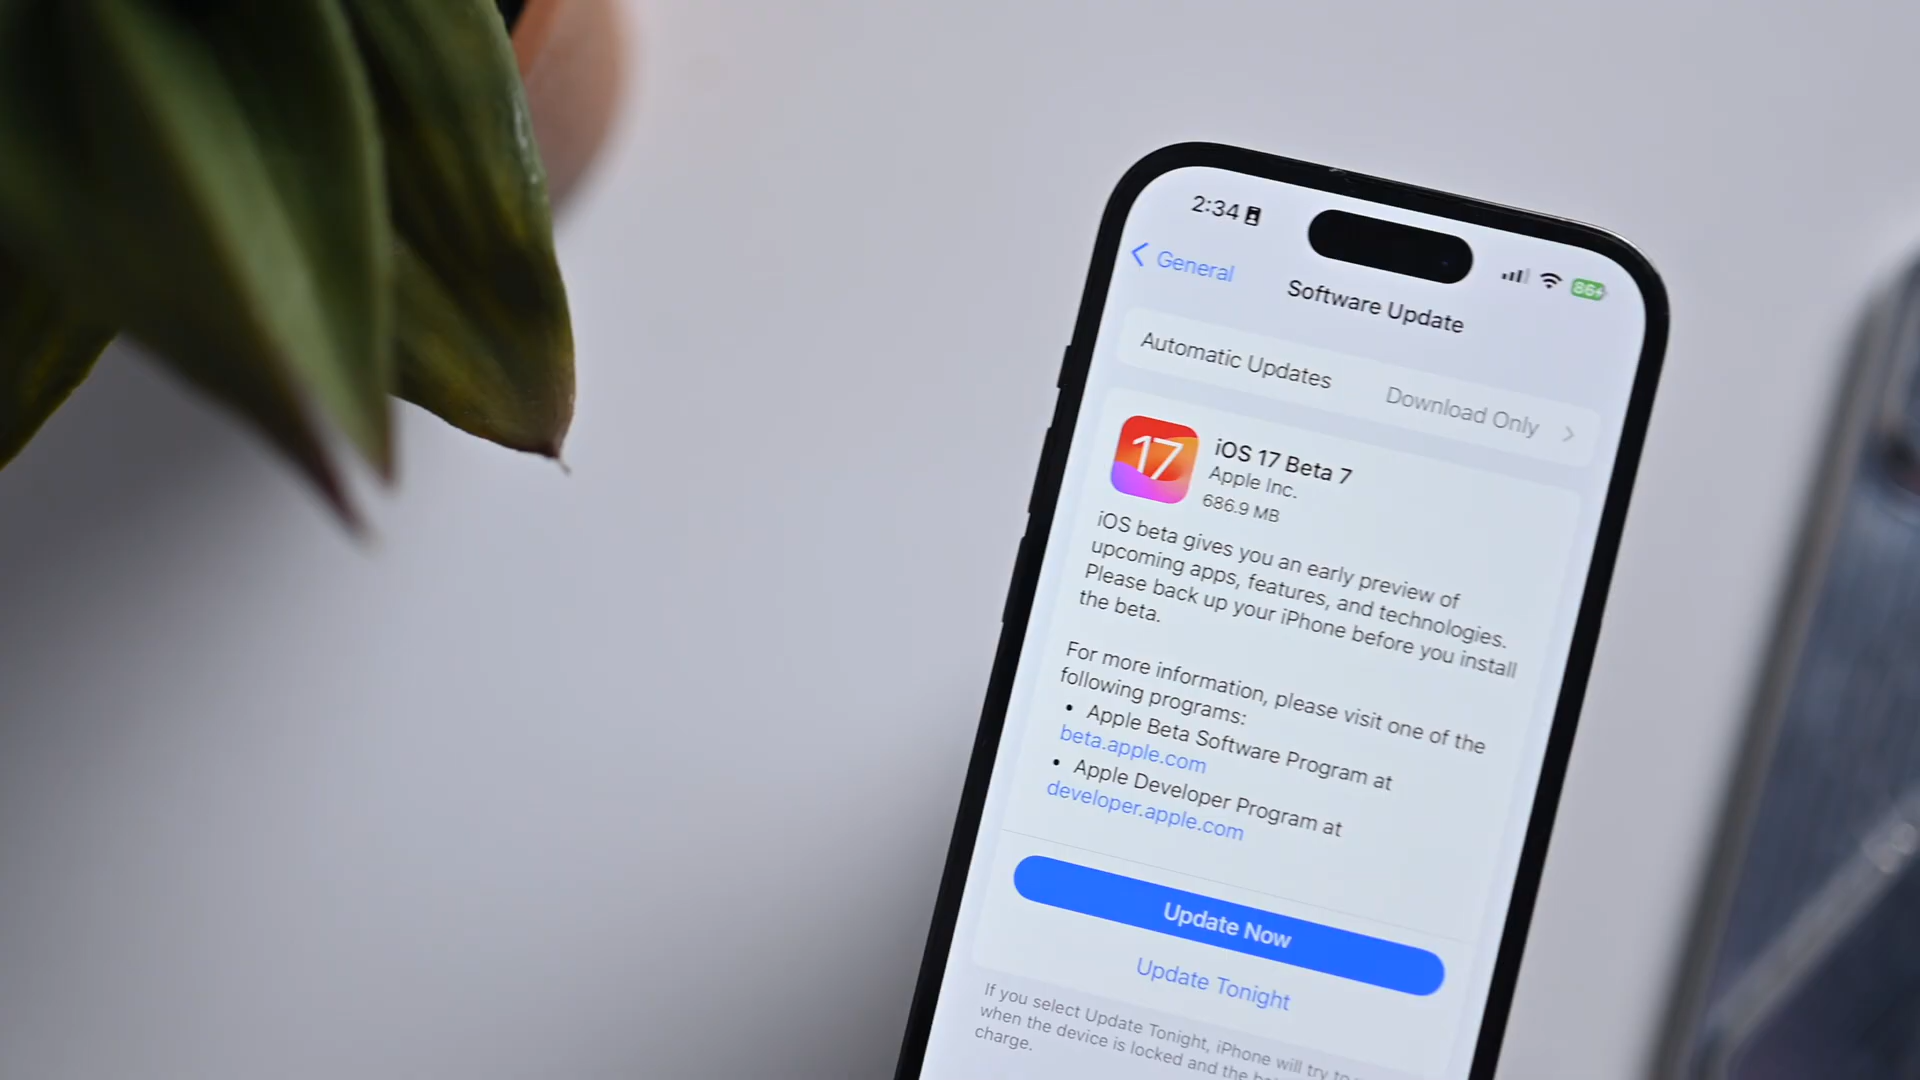 2:34
86
General
Software Update
Automatic Updates
Download Only
17
iOS 17 Beta 7
Apple Inc.
686.9 MB
iOS beta gives you an early preview of
upcoming apps, features, and technologies.
Please back up your iPhone before you install
the beta.
For more information, please visit one of the
following programs:
• Apple Beta Software Program at
beta.apple.com
• Apple Developer Program at
developer.apple.com
Update Now
Update Tonight
If you select Update Tonight, iPhone will try to
when the device is locked and the
charge.